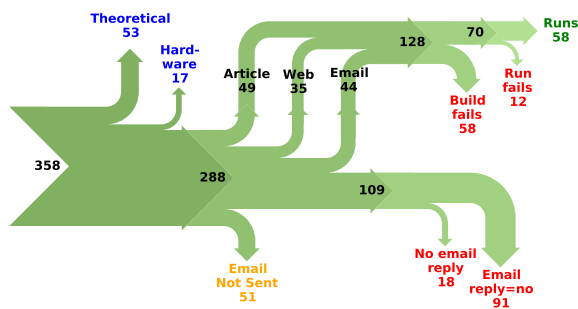 Theoretical
53
Hard-
ware
17
Article
49
Web
35
Email
44
128
70
Runs
58
Run
fails
12
Build
fails
58
358
288
109
Email
Not Sent
51
No email
reply
18
Email
reply=no
91